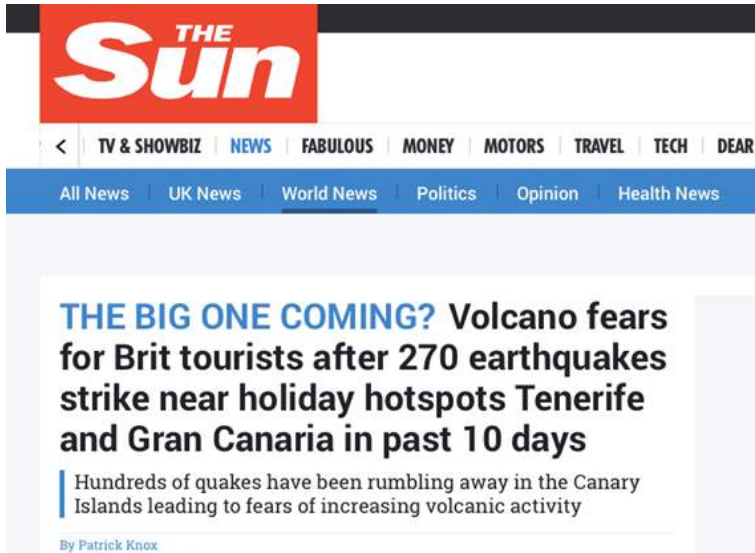 THE
Sun
< TV & SHOWBIZ NEWS FABULOUS MONEY MOTORS TRAVEL TECH DEAR
All News UK News World News Politics Opinion Health News
THE BIG ONE COMING? Volcano fears
for Brit tourists after 270 earthquakes
strike near holiday hotspots Tenerife
and Gran Canaria in past 10 days
Hundreds of quakes have been rumbling away in the Canary
Islands leading to fears of increasing volcanic activity
By Patrick Knox